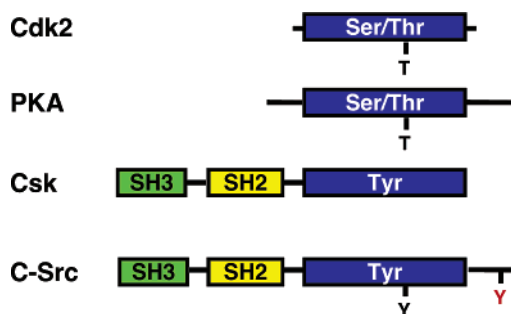 Cdk2 Ser/Thr
T
PKA Ser/Thr
T
Csk SH3 SH2 Tyr
C-Src SH3 SH2 Tyr
Y Y